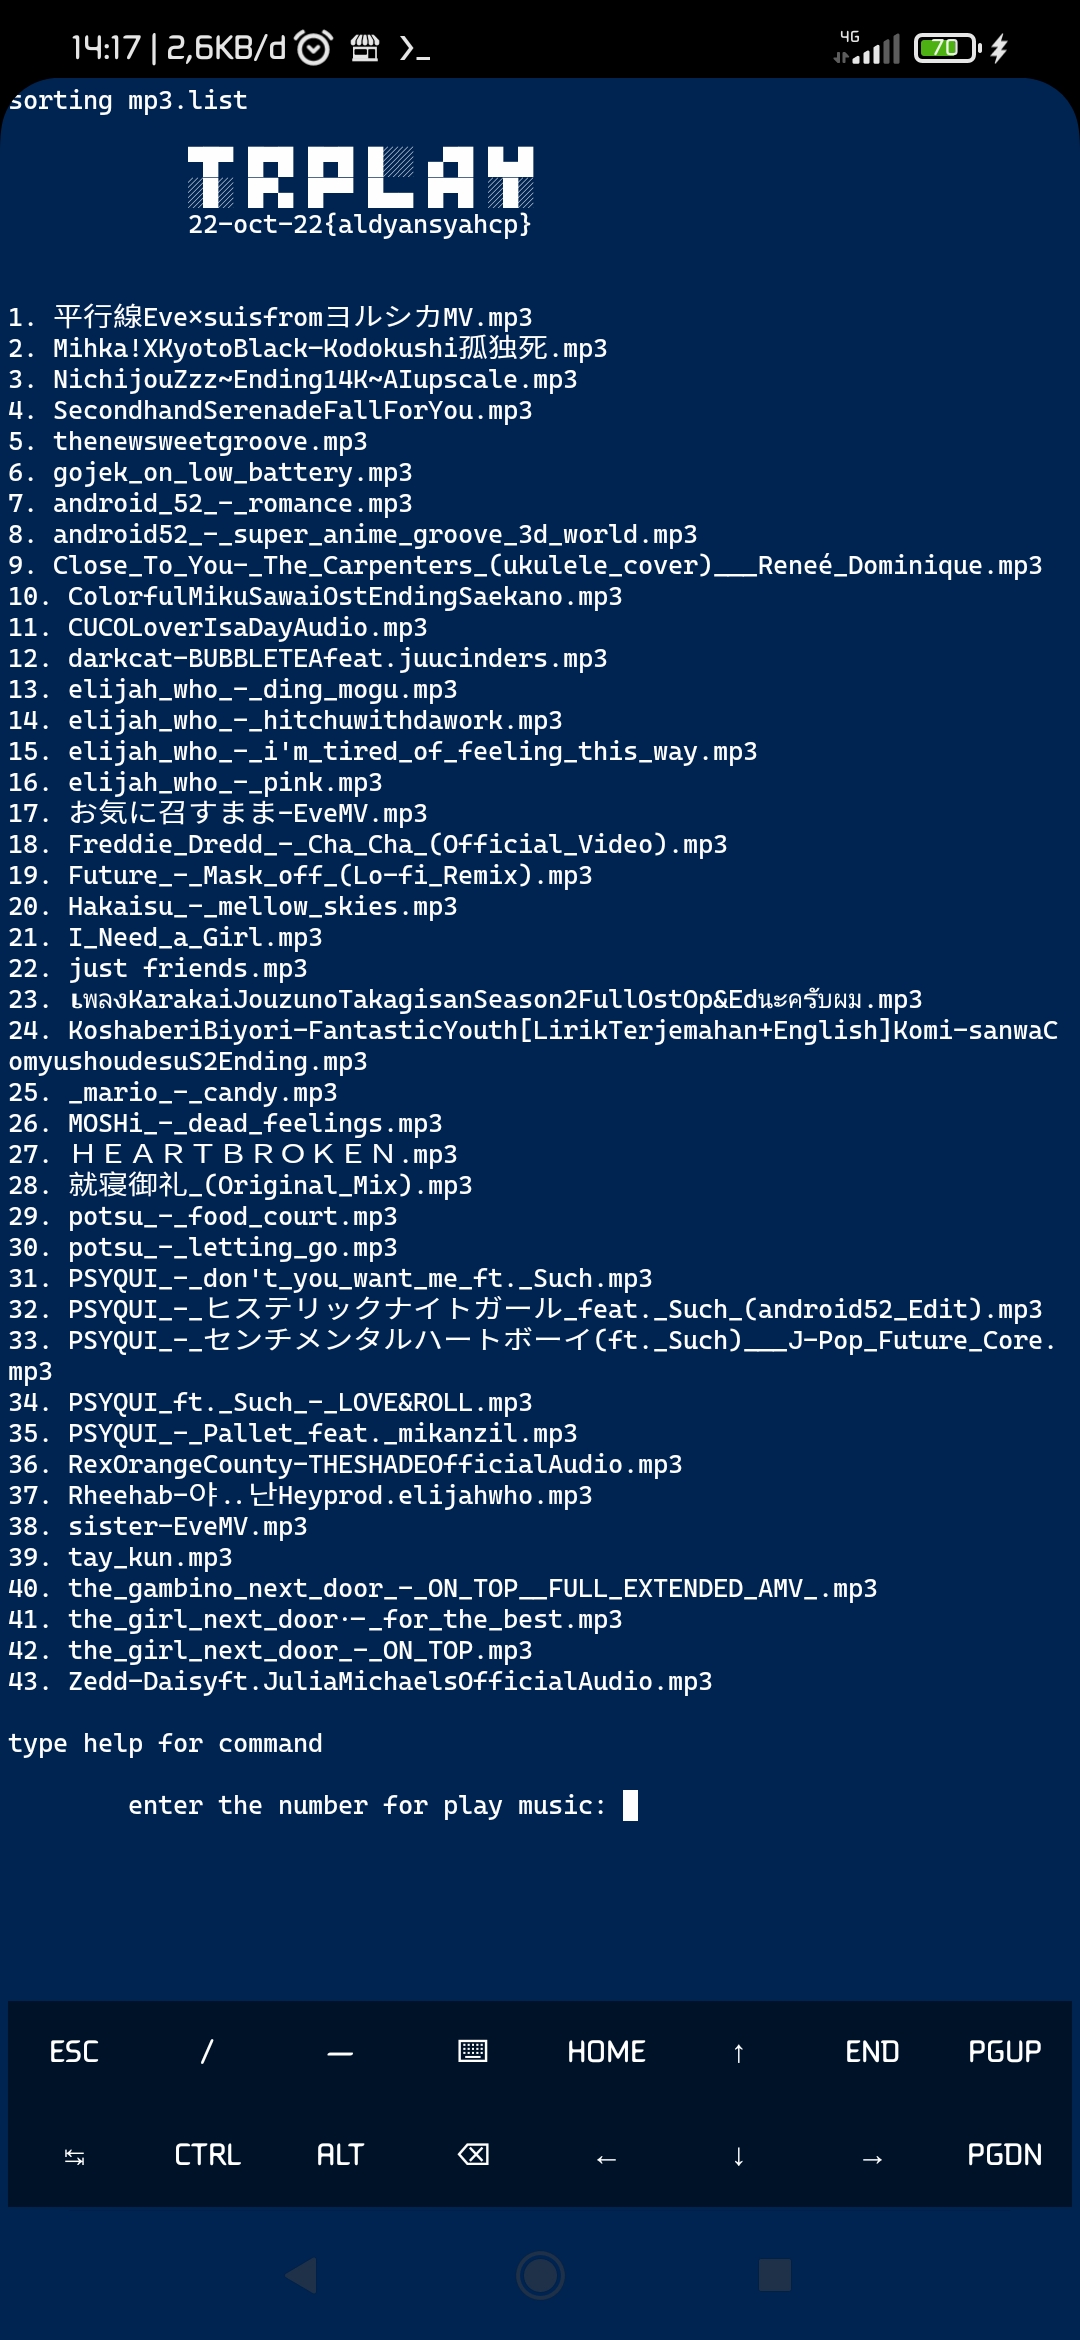 14:17 | 2,6KB/d
4G
70
sorting mp3.list
TRPLAY
22-oct-22{aldyansyahcp}
1. 平行線Eve×suisfromヨルシカMV.mp3
2. Mihka!XKyotoBlack-Kodokushi孤独死.mp3
3. NichijouZzz~Ending14K~AIupscale.mp3
4. SecondhandSerenadeFallForYou.mp3
5. thenewsweetgroove.mp3
6. gojek_on_low_battery.mp3
7. android_52_-_romance.mp3
8. android52_-_super_anime_groove_3d_world.mp3
9. Close_To_You-_The_Carpenters_(ukulele_cover)___Reneé_Dominique.mp3
10. ColorfulMikuSawaiOstEndingSaekano.mp3
11. CUCOLoverIsaDayAudio.mp3
12. darkcat-BUBBLETEAfeat.juucinders.mp3
13. elijah_who_-_ding_mogu.mp3
14. elijah_who_-_hitchuwithdawork.mp3
15. elijah_who_-_i'm_tired_of_feeling_this_way.mp3
16. elijah_who_-_pink.mp3
17. お気に召すまま-EveMV.mp3
18. Freddie_Dredd_-_Cha_Cha_(Official_Video).mp3
19. Future_-_Mask_off_(Lo-fi_Remix).mp3
20. Hakaisu_-_mellow_skies.mp3
21. I_Need_a_Girl.mp3
22. just friends.mp3
23. เพลงKarakaiJouzunoTakagisanSeason2FullOstOp&Edนะครับผม.mp3
24. KoshaberiBiyori-FantasticYouth[LirikTerjemahan+English]Komi-sanwaC
omyushoudesuS2Ending.mp3
25. _mario_-_candy.mp3
26. MOSHi_-_dead_feelings.mp3
27. ＨＥＡＲＴＢＲＯＫＥＮ.mp3
28. 就寝御礼_(Original_Mix).mp3
29. potsu_-_food_court.mp3
30. potsu_-_letting_go.mp3
31. PSYQUI_-_don't_you_want_me_ft._Such.mp3
32. PSYQUI_-_ヒステリックナイトガール_feat._Such_(android52_Edit).mp3
33. PSYQUI_-_センチメンタルハートボーイ(ft._Such)___J-Pop_Future_Core.
mp3
34. PSYQUI_ft._Such_-_LOVE&ROLL.mp3
35. PSYQUI_-_Pallet_feat._mikanzil.mp3
36. RexOrangeCounty-THESHADEOfficialAudio.mp3
37. Rheehab-야..난Heyprod.elijahwho.mp3
38. sister-EveMV.mp3
39. tay_kun.mp3
40. the_gambino_next_door_-_ON_TOP__FULL_EXTENDED_AMV_.mp3
41. the_girl_next_door·-_for_the_best.mp3
42. the_girl_next_door_-_ON_TOP.mp3
43. Zedd-Daisyft.JuliaMichaelsOfficialAudio.mp3
type help for command
enter the number for play music:
ESC / — HOME ↑ END PGUP
↹ CTRL ALT ⌫ ← ↓ → PGDN